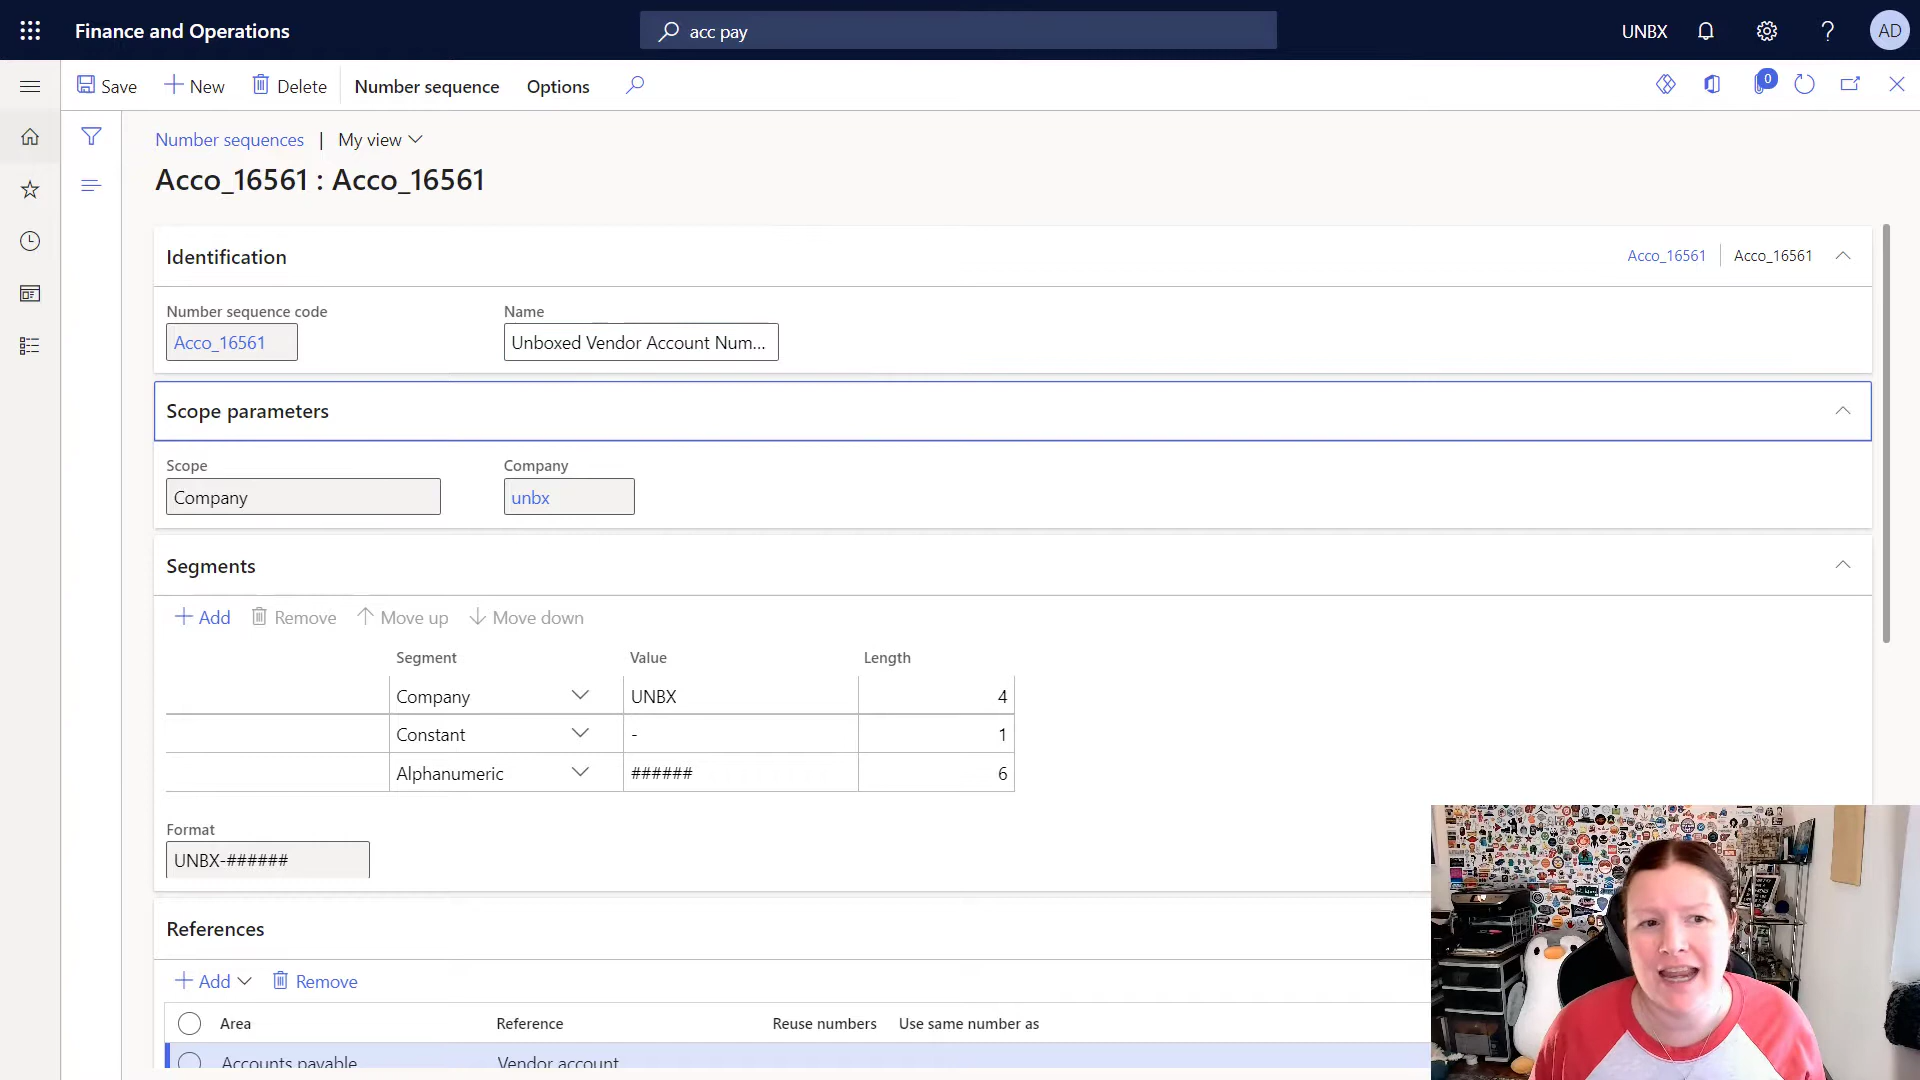 Finance and Operations
acc pay
UNBX
?
AD
Save
New
Delete
Number sequence
Options
0
Number sequences | My view
Acco_16561 : Acco_16561
Identification
Acco_16561
Acco_16561
Number sequence code
Name
Acco_16561
Unboxed Vendor Account Num...
Scope parameters
Scope
Company
Company
unbx
Segments
Add
Remove
Move up
Move down
Segment
Value
Length
Company
UNBX
4
Constant
-
1
Alphanumeric
######
6
Format
UNBX-######
References
Add
Remove
Area
Reference
Reuse numbers
Use same number as
Accounts payable
Vendor account